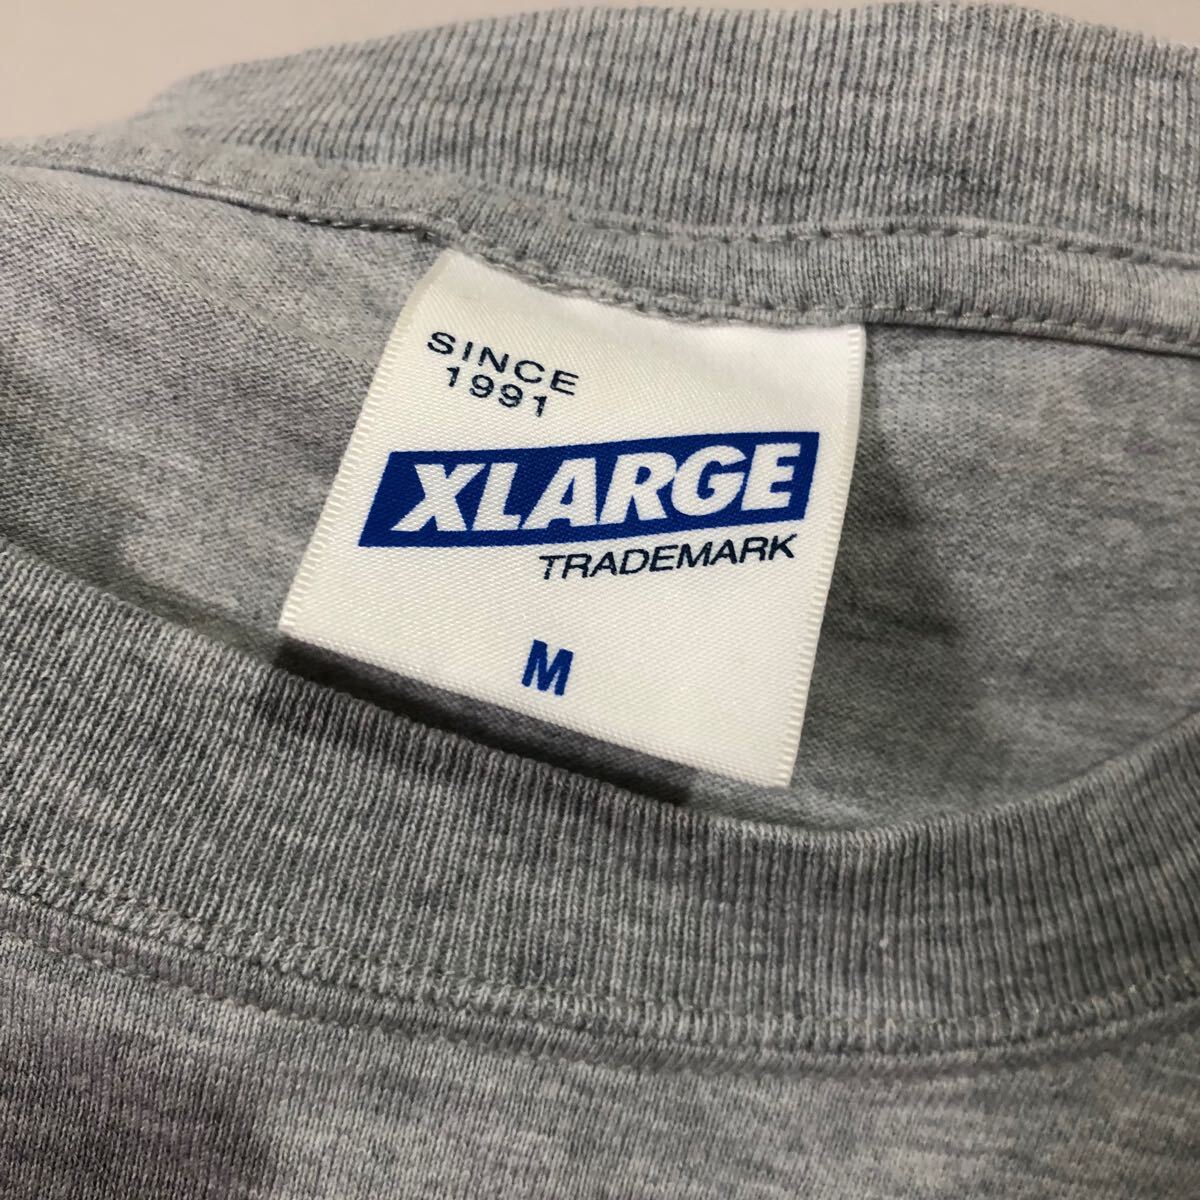 SINCE
1991
XLARGE
TRADEMARK
M